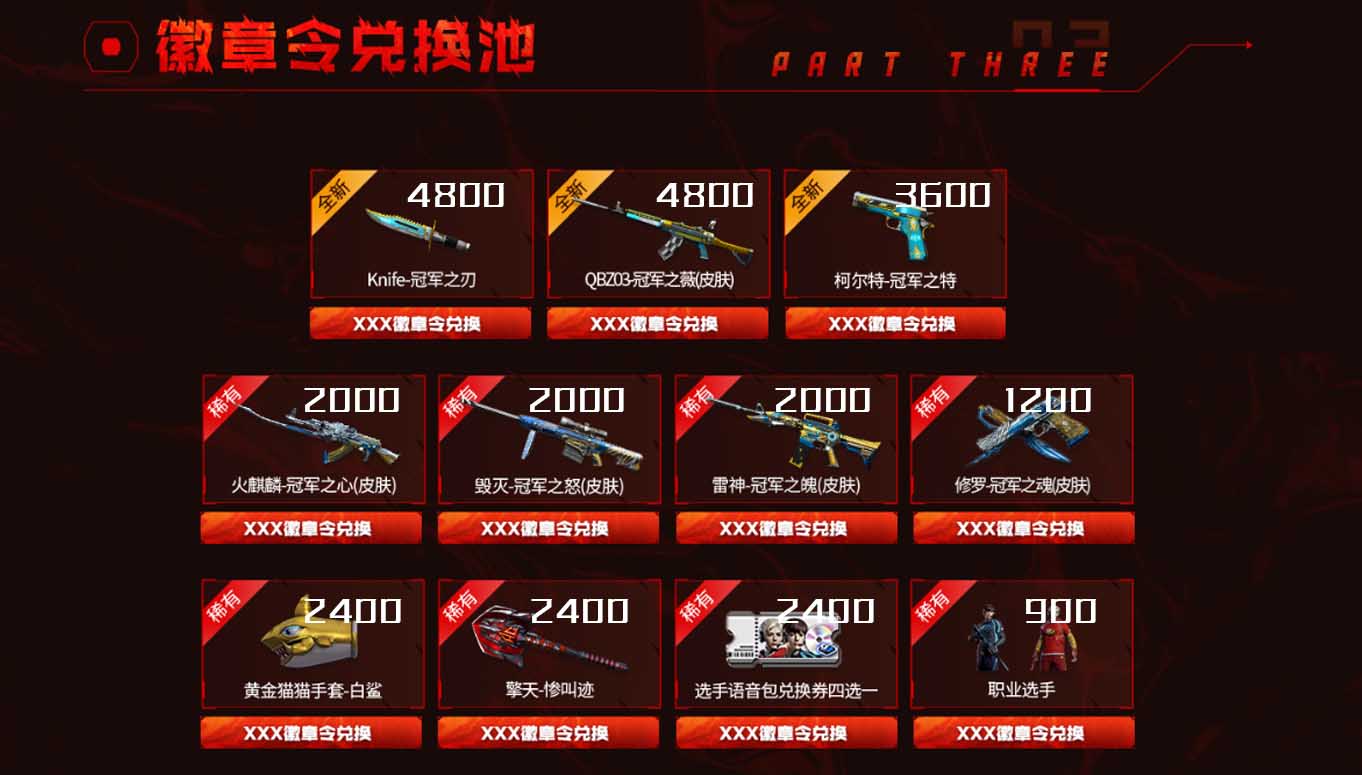 徽章令兑换池
03
PART THREE
全新
4800
Knife-冠军之刃
XXX徽章令兑换
全新
4800
QBZ03-冠军之薇(皮肤)
XXX徽章令兑换
全新
3600
柯尔特-冠军之特
XXX徽章令兑换
稀有
2000
火麒麟-冠军之心(皮肤)
XXX徽章令兑换
稀有
2000
毁灭-冠军之怒(皮肤)
XXX徽章令兑换
稀有
2000
雷神-冠军之魄(皮肤)
XXX徽章令兑换
稀有
1200
修罗-冠军之魂(皮肤)
XXX徽章令兑换
稀有
2400
黄金猫猫手套-白鲨
XXX徽章令兑换
稀有
2400
擎天-惨叫迹
XXX徽章令兑换
稀有
2400
选手语音包兑换券四选一
XXX徽章令兑换
稀有
900
职业选手
XXX徽章令兑换